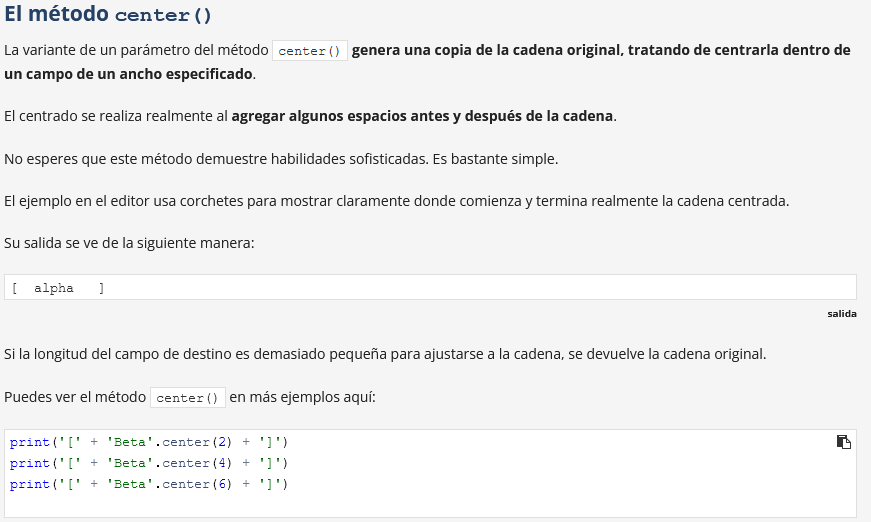 El método center()
La variante de un parámetro del método center() genera una copia de la cadena original, tratando de centrarla dentro de
un campo de un ancho especificado.
El centrado se realiza realmente al agregar algunos espacios antes y después de la cadena.
No esperes que este método demuestre habilidades sofisticadas. Es bastante simple.
El ejemplo en el editor usa corchetes para mostrar claramente donde comienza y termina realmente la cadena centrada.
Su salida se ve de la siguiente manera:
[  alpha   ]
salida
Si la longitud del campo de destino es demasiado pequeña para ajustarse a la cadena, se devuelve la cadena original.
Puedes ver el método center() en más ejemplos aquí:
print('[' + 'Beta'.center(2) + ']')
print('[' + 'Beta'.center(4) + ']')
print('[' + 'Beta'.center(6) + ']')